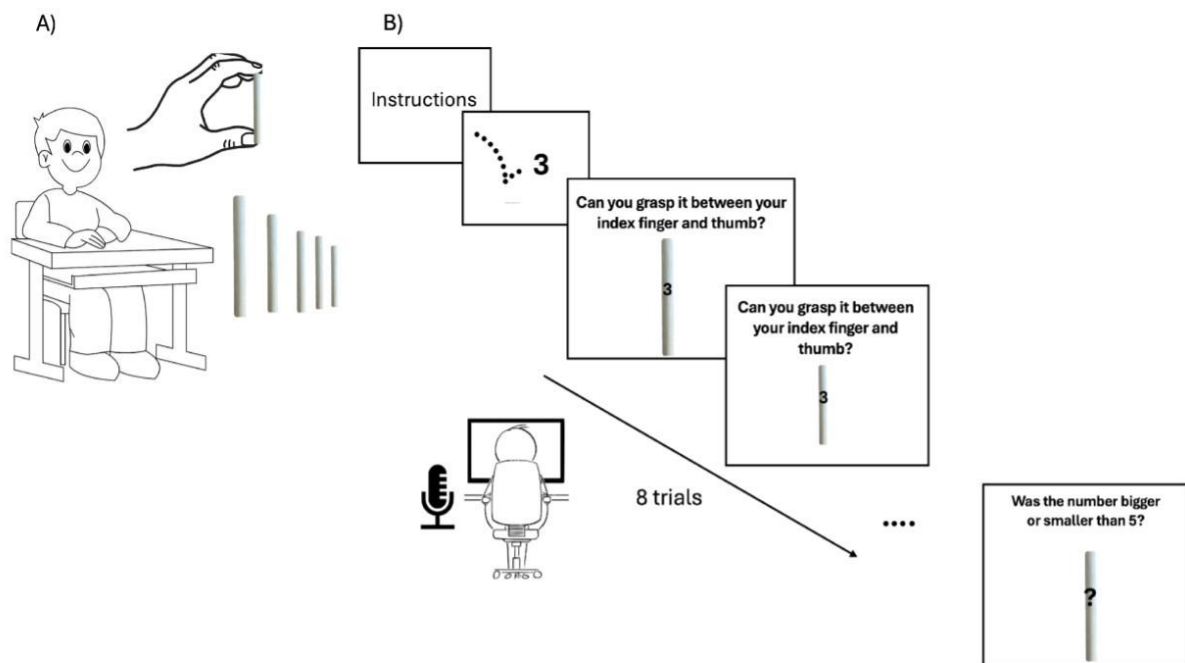 A)
B)
Instructions
3
Can you grasp it between your
index finger and thumb?
3
Can you grasp it between
your index finger and
thumb?
3
8 trials
....
Was the number bigger
or smaller than 5?
?